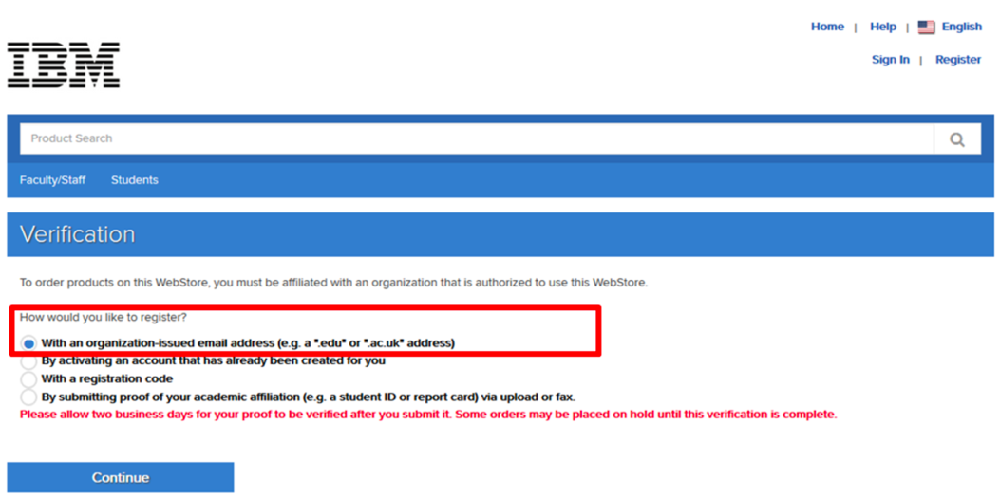 Home | Help | English
IBM
Sign In | Register
Product Search
Faculty/Staff Students
Verification
To order products on this WebStore, you must be affiliated with an organization that is authorized to use this WebStore.
How would you like to register?
With an organization-issued email address (e.g. a ".edu" or ".ac.uk" address)
By activating an account that has already been created for you
With a registration code
By submitting proof of your academic affiliation (e.g. a student ID or report card) via upload or fax.
Please allow two business days for your proof to be verified after you submit it. Some orders may be placed on hold until this verification is complete.
Continue